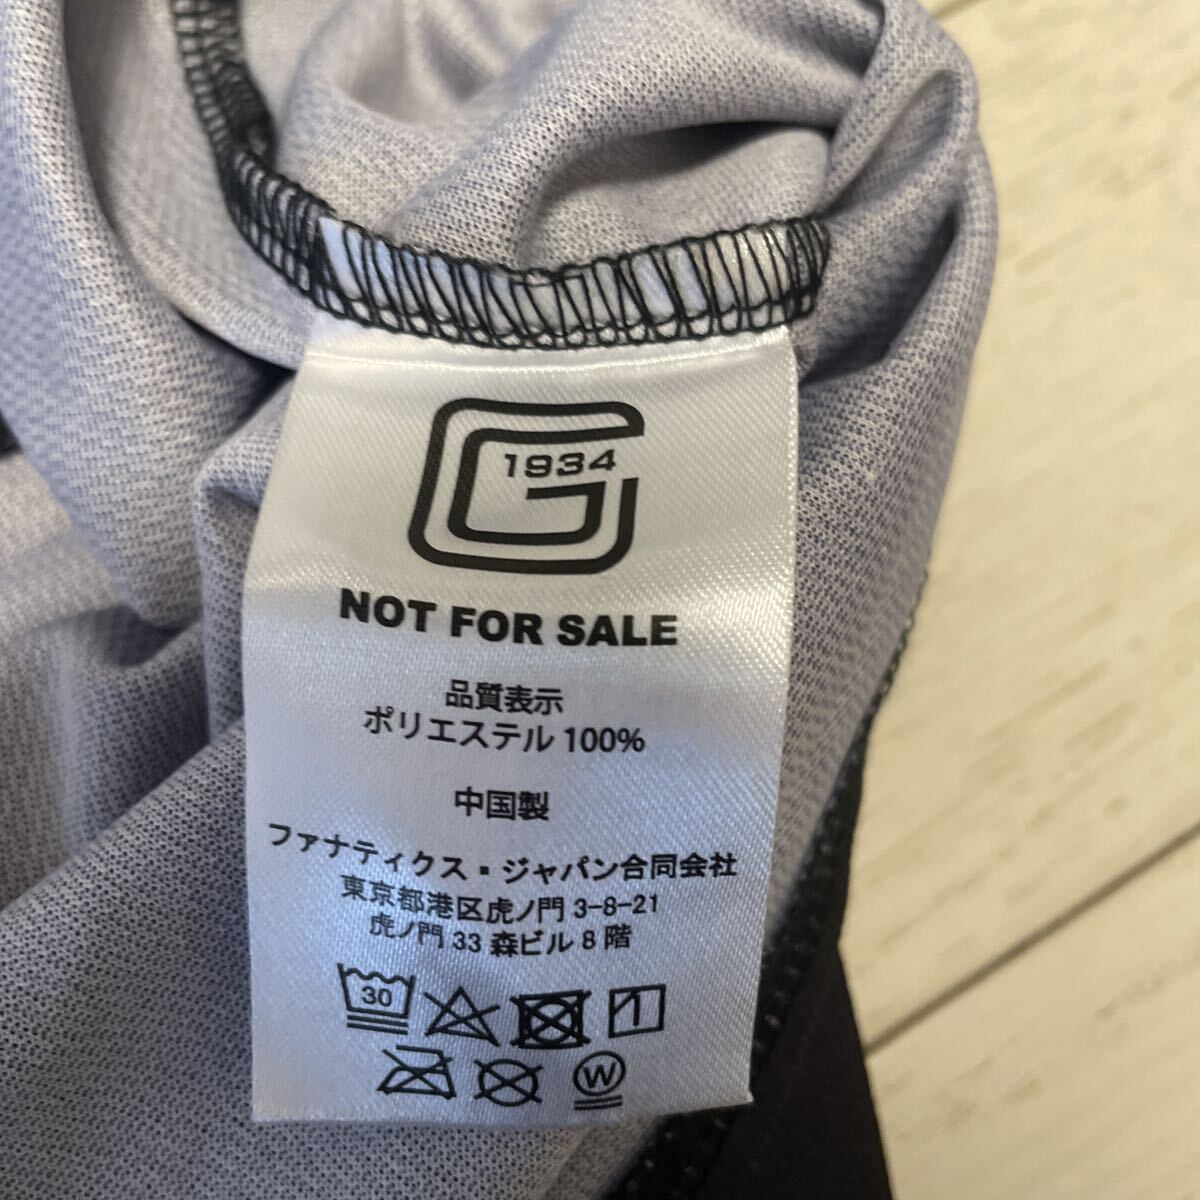 1934
NOT FOR SALE
品質表示
ポリエステル 100%
中国製
ファナティクス・ジャパン合同会社
東京都港区虎ノ門 3-8-21
虎ノ門 33 森ビル 8 階
30
W